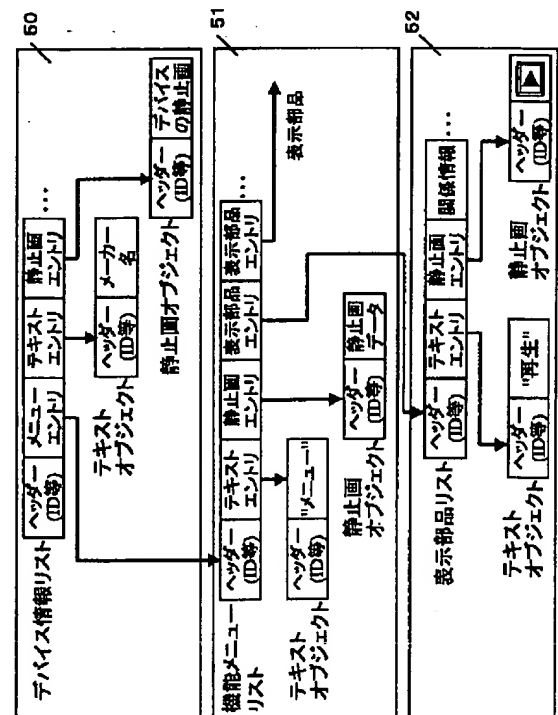 50
デバイス情報リスト
ヘッダー
(ID等)
メニュー
エントリ
テキスト
エントリ
静止画
エントリ
...
テキスト
オブジェクト
ヘッダー
(ID等)
メーカー
名
静止画オブジェクト
ヘッダー
(ID等)
デバイス
の静止画
51
機能メニュー
リスト
ヘッダー
(ID等)
テキスト
エントリ
静止画
エントリ
表示部品
エントリ
表示部品
エントリ
...
表示部品
テキスト
オブジェクト
ヘッダー
(ID等)
"メニュー"
静止画
オブジェクト
ヘッダー
(ID等)
静止画
データ
52
表示部品リスト
ヘッダー
(ID等)
テキスト
エントリ
静止画
エントリ
関係情報
...
テキスト
オブジェクト
ヘッダー
(ID等)
"再生"
静止画
オブジェクト
ヘッダー
(ID等)